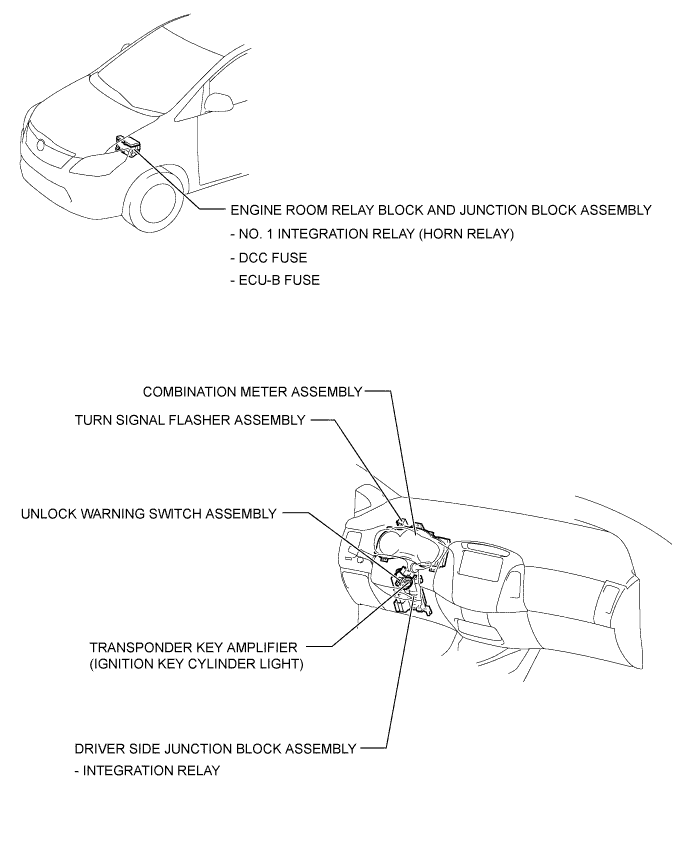 ENGINE ROOM RELAY BLOCK AND JUNCTION BLOCK ASSEMBLY
- NO. 1 INTEGRATION RELAY (HORN RELAY)
- DCC FUSE
- ECU-B FUSE
COMBINATION METER ASSEMBLY
TURN SIGNAL FLASHER ASSEMBLY
UNLOCK WARNING SWITCH ASSEMBLY
TRANSPONDER KEY AMPLIFIER
(IGNITION KEY CYLINDER LIGHT)
DRIVER SIDE JUNCTION BLOCK ASSEMBLY
- INTEGRATION RELAY